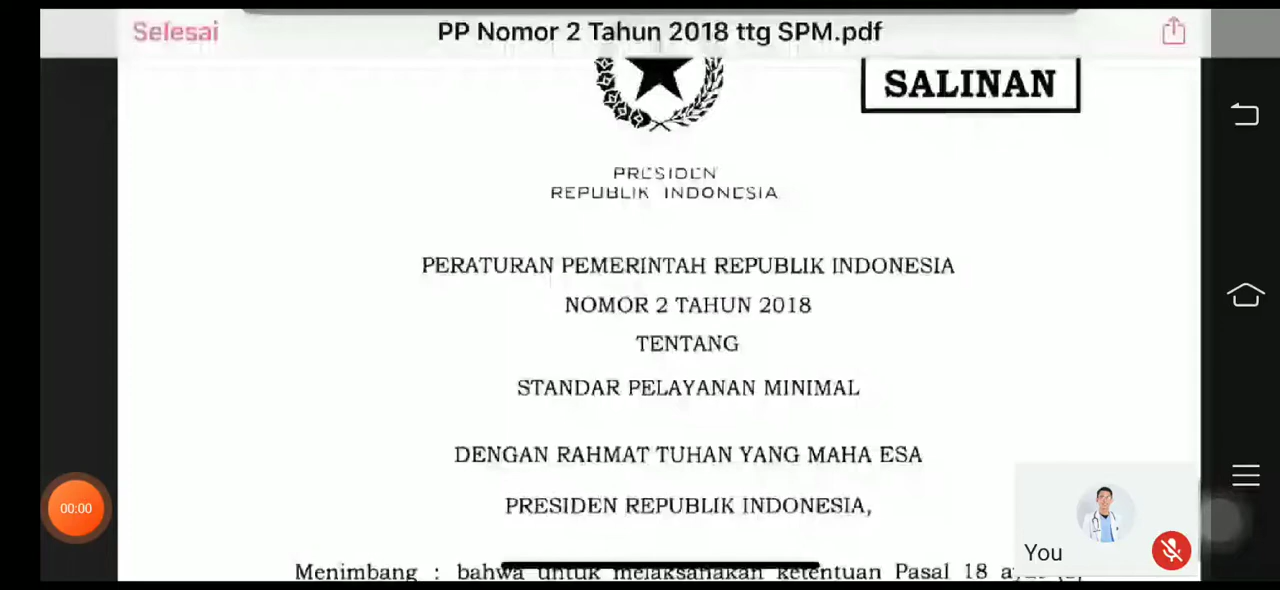 Selesai
PP Nomor 2 Tahun 2018 ttg SPM.pdf
SALINAN
PRESIDEN
REPUBLIK INDONESIA
PERATURAN PEMERINTAH REPUBLIK INDONESIA
NOMOR 2 TAHUN 2018
TENTANG
STANDAR PELAYANAN MINIMAL
DENGAN RAHMAT TUHAN YANG MAHA ESA
PRESIDEN REPUBLIK INDONESIA,
00:00
You
Menimbang : bahwa untuk melaksanakan ketentuan Pasal 18